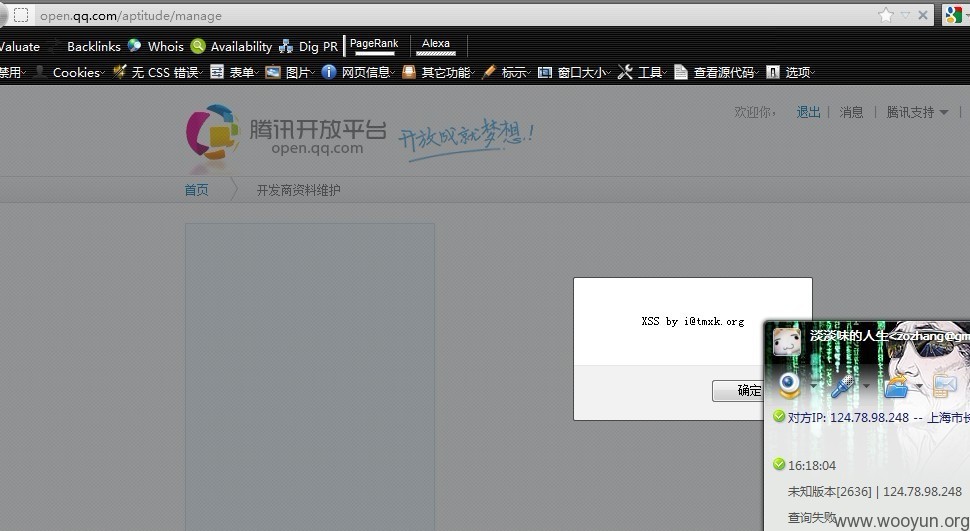 open.qq.com/aptitude/manage
Valuate Backlinks Whois Availability Dig PR PageRank Alexa
禁用 Cookies 无 CSS 错误 表单 图片 网页信息 其它功能 标示 窗口大小 工具 查看源代码 选项
欢迎你, 退出 | 消息 | 腾讯支持 |
腾讯开放平台
open.qq.com
开放成就梦想!
首页 开发商资料维护
XSS by i@tmxk.org
确定
淡淡味的人生<zozhang@gm
对方IP: 124.78.98.248 -- 上海市长
16:18:04
未知版本[2636] | 124.78.98.248
查询失败
www.wooyun.org